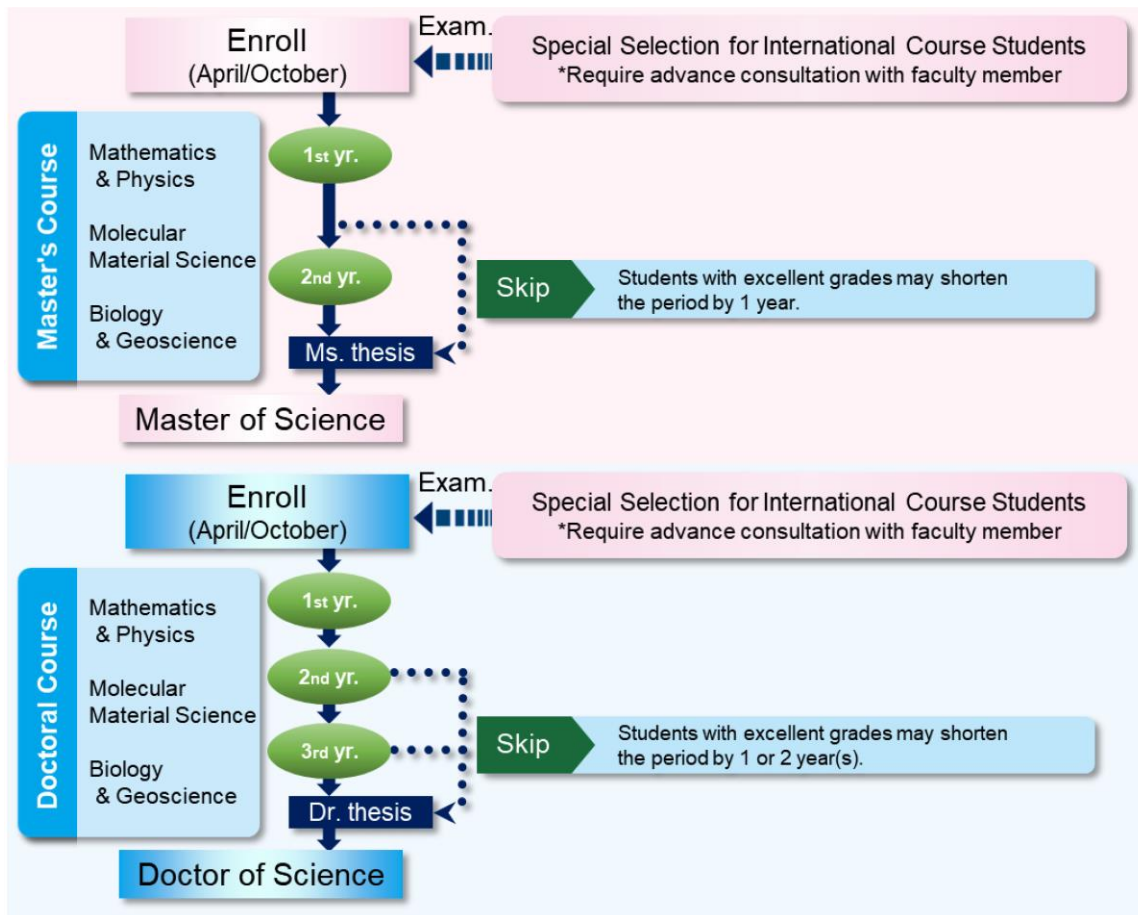 Enroll
(April/October)
Exam.
Special Selection for International Course Students
*Require advance consultation with faculty member
Master's Course
Mathematics
& Physics
Molecular
Material Science
Biology
& Geoscience
1st yr.
2nd yr.
Skip
Students with excellent grades may shorten
the period by 1 year.
Ms. thesis
Master of Science
Enroll
(April/October)
Exam.
Special Selection for International Course Students
*Require advance consultation with faculty member
Doctoral Course
Mathematics
& Physics
Molecular
Material Science
Biology
& Geoscience
1st yr.
2nd yr.
3rd yr.
Skip
Students with excellent grades may shorten
the period by 1 or 2 year(s).
Dr. thesis
Doctor of Science